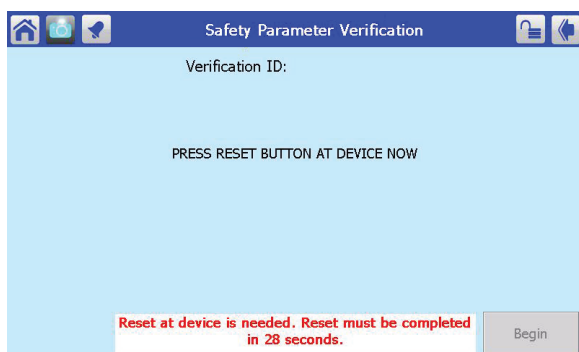 Safety Parameter Verification
Verification ID:
PRESS RESET BUTTON AT DEVICE NOW
Reset at device is needed. Reset must be completed
in 28 seconds.
Begin